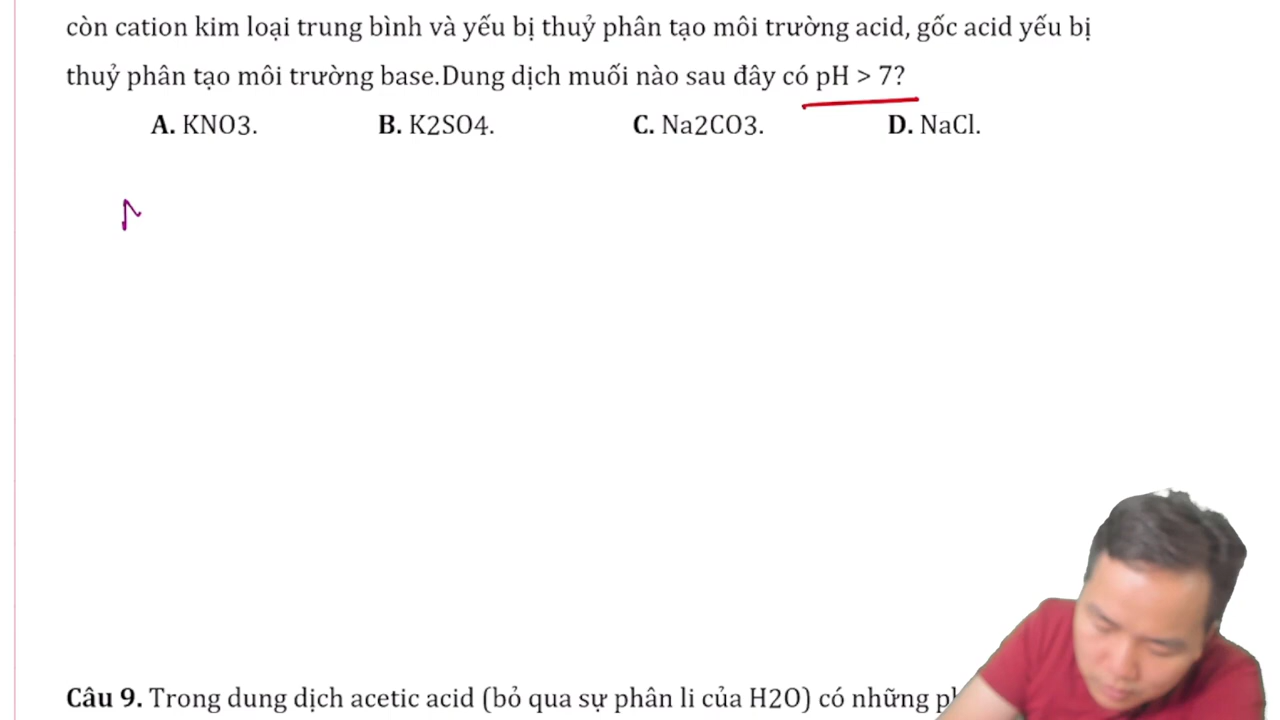 còn cation kim loại trung bình và yếu bị thuỷ phân tạo môi trường acid, gốc acid yếu bị
thuỷ phân tạo môi trường base.Dung dịch muối nào sau đây có pH > 7?
A. KNO3. B. K2SO4. C. Na2CO3. D. NaCl.
Câu 9. Trong dung dịch acetic acid (bỏ qua sự phân li của H2O) có những